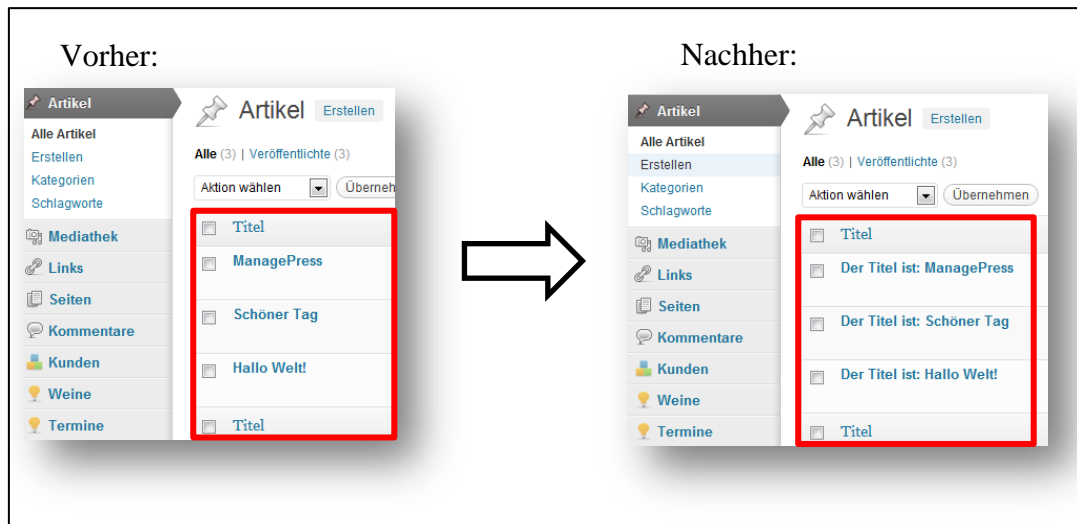 Vorher:
Artikel
Alle Artikel
Erstellen
Kategorien
Schlagworte
Mediathek
Links
Seiten
Kommentare
Kunden
Weine
Termine
Artikel Erstellen
Alle (3) | Veröffentlichte (3)
Aktion wählen Überneh
Titel
ManagePress
Schöner Tag
Hallo Welt!
Titel
Nachher:
Artikel
Alle Artikel
Erstellen
Kategorien
Schlagworte
Mediathek
Links
Seiten
Kommentare
Kunden
Weine
Termine
Artikel Erstellen
Alle (3) | Veröffentlichte (3)
Aktion wählen Übernehmen
Titel
Der Titel ist: ManagePress
Der Titel ist: Schöner Tag
Der Titel ist: Hallo Welt!
Titel